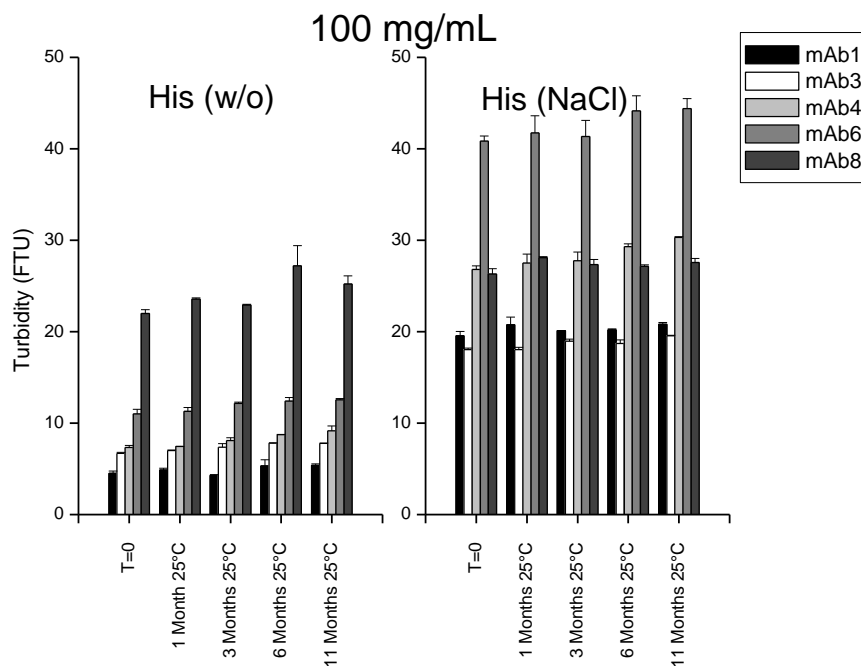 100 mg/mL
His (w/o)
His (NaCl)
mAb1
mAb3
mAb4
mAb6
mAb8
Turbidity (FTU)
50
40
30
20
10
0
T=0
1 Month 25°C
3 Months 25°C
6 Months 25°C
11 Months 25°C
50
40
30
20
10
0
T=0
1 Month 25°C
3 Months 25°C
6 Months 25°C
11 Months 25°C